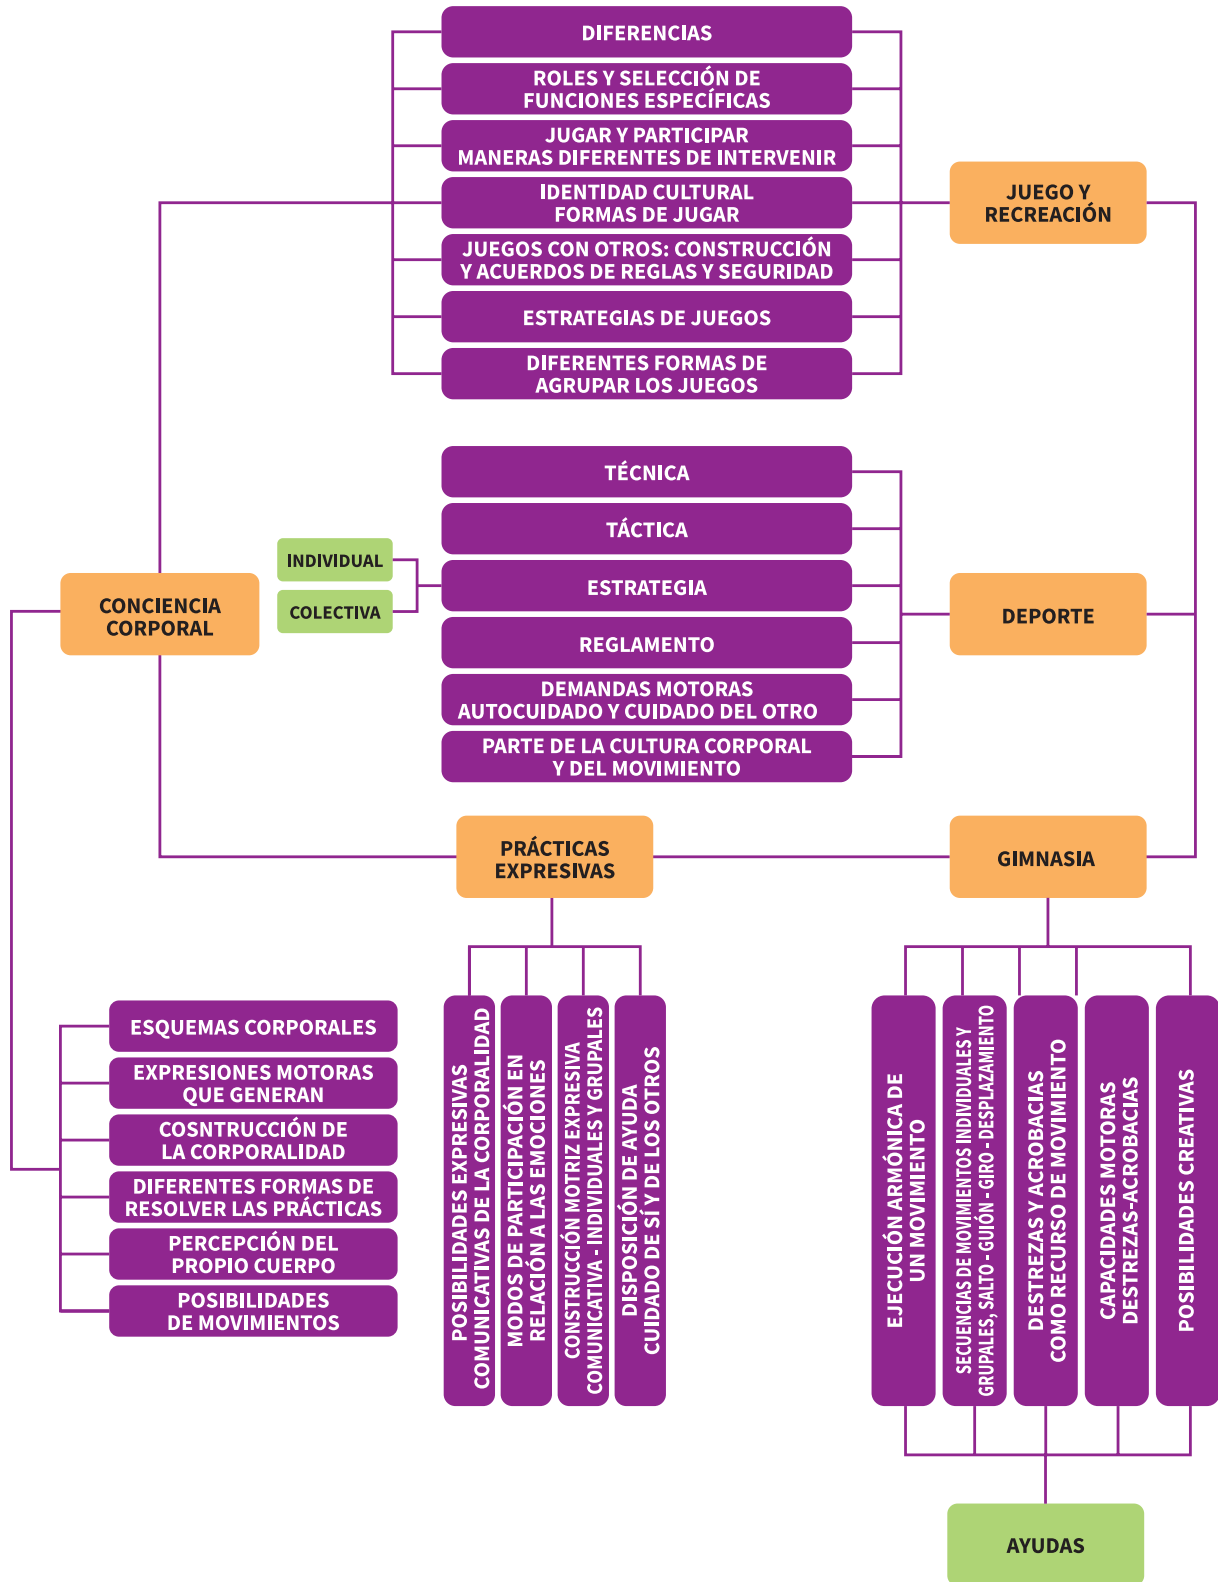 DIFERENCIAS
ROLES Y SELECCIÓN DE
FUNCIONES ESPECÍFICAS
JUGAR Y PARTICIPAR
MANERAS DIFERENTES DE INTERVENIR
IDENTIDAD CULTURAL
FORMAS DE JUGAR
JUEGOS CON OTROS: CONSTRUCCIÓN
Y ACUERDOS DE REGLAS Y SEGURIDAD
ESTRATEGIAS DE JUEGOS
DIFERENTES FORMAS DE
AGRUPAR LOS JUEGOS
JUEGO Y
RECREACIÓN
TÉCNICA
TÁCTICA
ESTRATEGIA
REGLAMENTO
DEMANDAS MOTORAS
AUTOCUIDADO Y CUIDADO DEL OTRO
PARTE DE LA CULTURA CORPORAL
Y DEL MOVIMIENTO
INDIVIDUAL
COLECTIVA
CONCIENCIA
CORPORAL
DEPORTE
PRÁCTICAS
EXPRESIVAS
GIMNASIA
ESQUEMAS CORPORALES
EXPRESIONES MOTORAS
QUE GENERAN
COSNTRUCCIÓN DE
LA CORPORALIDAD
DIFERENTES FORMAS DE
RESOLVER LAS PRÁCTICAS
PERCEPCIÓN DEL
PROPIO CUERPO
POSIBILIDADES
DE MOVIMIENTOS
POSIBILIDADES EXPRESIVAS
COMUNICATIVAS DE LA CORPORALIDAD
MODOS DE PARTICIPACIÓN EN
RELACIÓN A LAS EMOCIONES
CONSTRUCCIÓN MOTRIZ EXPRESIVA
COMUNICATIVA - INDIVIDUALES Y GRUPALES
DISPOSICIÓN DE AYUDA
CUIDADO DE SÍ Y DE LOS OTROS
EJECUCIÓN ARMÓNICA DE
UN MOVIMIENTO
SECUENCIAS DE MOVIMIENTOS INDIVIDUALES Y
GRUPALES, SALTO - GUIÓN - GIRO - DESPLAZAMIENTO
DESTREZAS Y ACROBACIAS
COMO RECURSO DE MOVIMIENTO
CAPACIDADES MOTORAS
DESTREZAS-ACROBACIAS
POSIBILIDADES CREATIVAS
AYUDAS